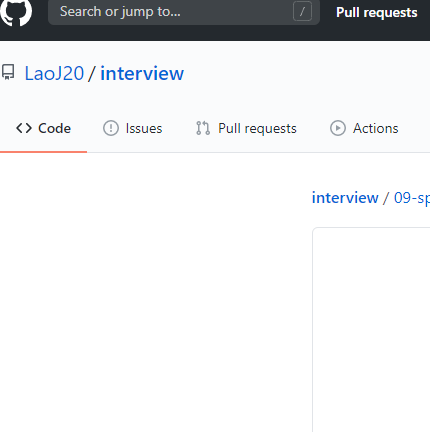 Search or jump to... / Pull requests
LaoJ20 / interview
Code Issues Pull requests Actions
interview / 09-sp